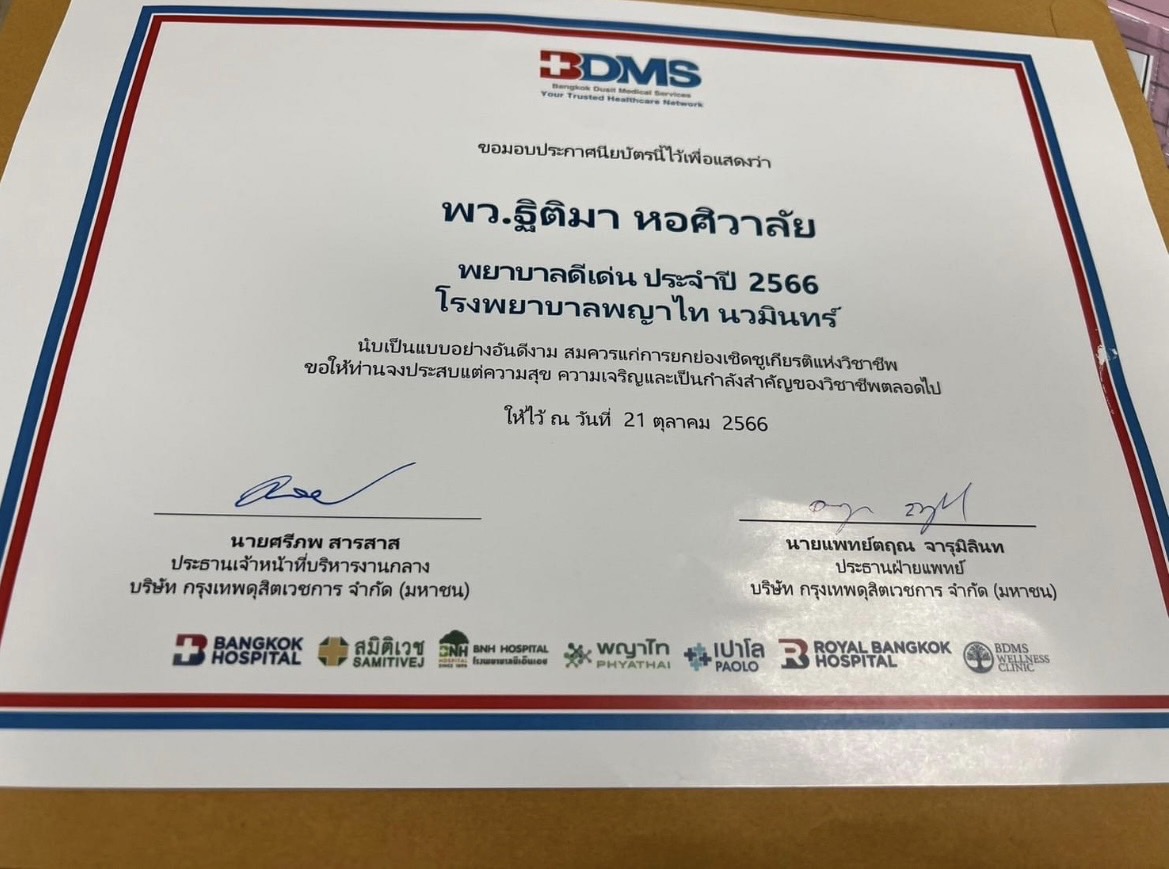 BDMS
Bangkok Dusit Medical Services
Your Trusted Healthcare Network
ขอมอบประกาศนียบัตรนี้ไว้เพื่อแสดงว่า
พว.ฐิติมา หอศิวาลัย
พยาบาลดีเด่น ประจำปี 2566
โรงพยาบาลพญาไท นวมินทร์
นับเป็นแบบอย่างอันดีงาม สมควรแก่การยกย่องเชิดชูเกียรติแห่งวิชาชีพ
ขอให้ท่านจงประสบแต่ความสุข ความเจริญและเป็นกำลังสำคัญของวิชาชีพตลอดไป
ให้ไว้ ณ วันที่ 21 ตุลาคม 2566
นายศรีภพ สารสาส
ประธานเจ้าหน้าที่บริหารงานกลาง
บริษัท กรุงเทพดุสิตเวชการ จำกัด (มหาชน)
นายแพทย์ตฤณ จารุมิลินท
ประธานฝ่ายแพทย์
บริษัท กรุงเทพดุสิตเวชการ จำกัด (มหาชน)
BANGKOK HOSPITAL
สมิติเวช SAMITIVEJ
BNH HOSPITAL โรงพยาบาลบีเอ็นเอช
พญาไท PHYATHAI
เปาโล PAOLO
ROYAL BANGKOK HOSPITAL
BDMS WELLNESS CLINIC